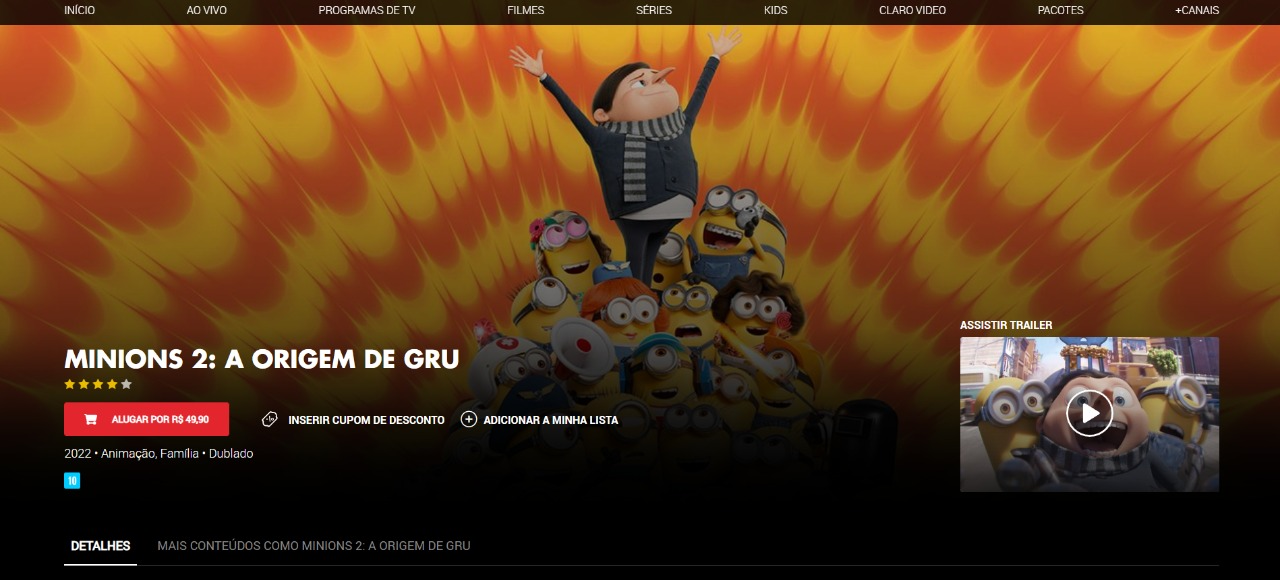 INÍCIO AO VIVO PROGRAMAS DE TV FILMES SÉRIES KIDS CLARO VIDEO PACOTES +CANAIS
ASSISTIR TRAILER
MINIONS 2: A ORIGEM DE GRU
ALUGAR POR R$ 49,90 INSERIR CUPOM DE DESCONTO ADICIONAR A MINHA LISTA
2022 • Animação, Família • Dublado
10
DETALHES MAIS CONTEÚDOS COMO MINIONS 2: A ORIGEM DE GRU